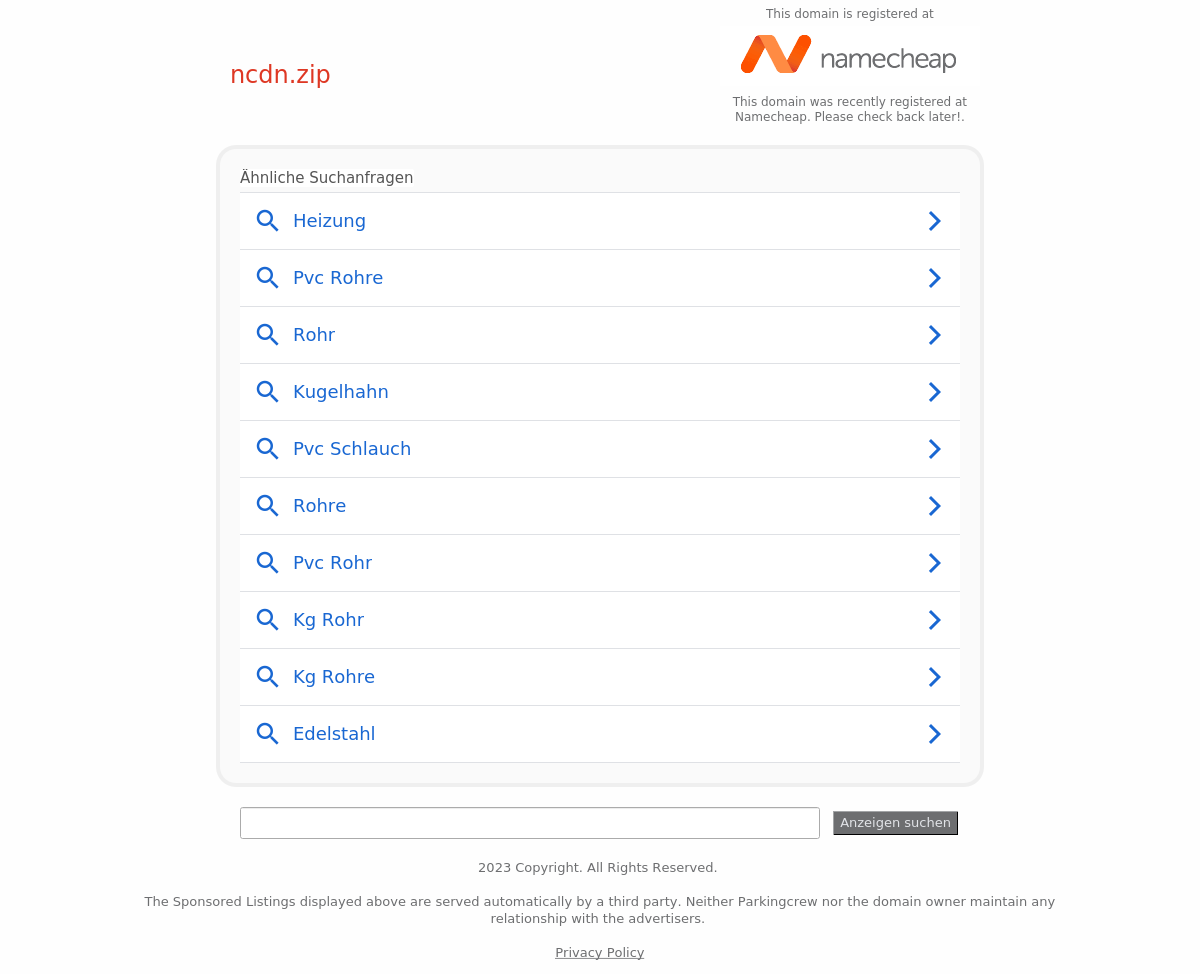 This domain is registered at
namecheap
ncdn.zip
This domain was recently registered at
Namecheap. Please check back later!.
Ähnliche Suchanfragen
Heizung
Pvc Rohre
Rohr
Kugelhahn
Pvc Schlauch
Rohre
Pvc Rohr
Kg Rohr
Kg Rohre
Edelstahl
Anzeigen suchen
2023 Copyright. All Rights Reserved.
The Sponsored Listings displayed above are served automatically by a third party. Neither Parkingcrew nor the domain owner maintain any
relationship with the advertisers.
Privacy Policy